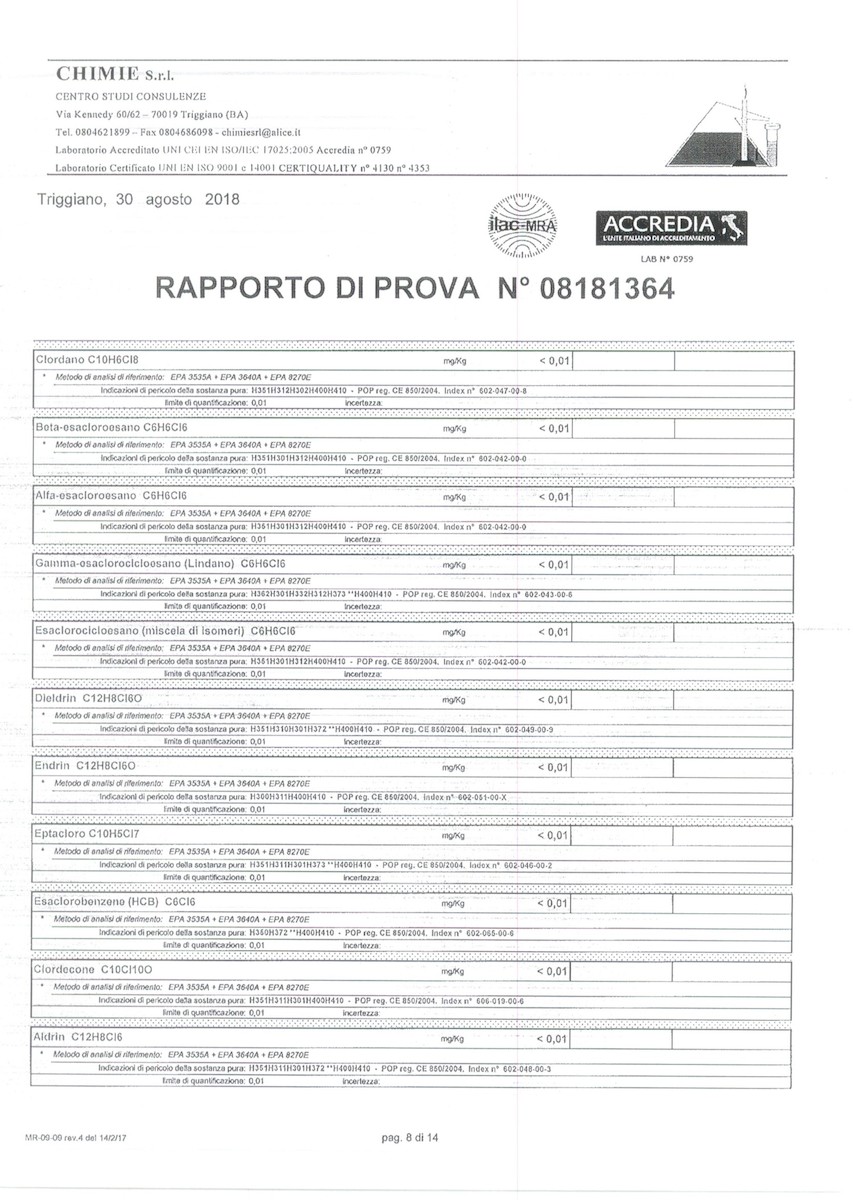 CHIMIE S.r.l.
CENTRO STUDI CONSULENZE
Via Kennedy 60/62 – 70019 Triggiano (BA)
Tel. 0804621899 – Fax 0804686098 - chimiesrl@alice.it
Laboratorio Accreditato UNI CEI EN ISO/IEC 17025:2005 Accredia n° 0759
Laboratorio Certificato UNI EN ISO 9001 e 14001 CERTIQUALITY n° 4130 n° 4353
Triggiano, 30 agosto 2018
ilac-MRA
ACCREDIA
L'ENTE ITALIANO DI ACCREDITAMENTO
LAB N° 0759
RAPPORTO DI PROVA N° 08181364
Clordano C10H6Cl8 mg/Kg < 0,01
* Metodo di analisi di riferimento: EPA 3535A + EPA 3640A + EPA 8270E
Indicazioni di pericolo della sostanza pura: H351H312H302H400H410 - POP reg. CE 850/2004. Index n° 602-047-00-8
limite di quantificazione: 0,01 incertezza:
Beta-esacloroesano C6H6Cl6 mg/Kg < 0,01
* Metodo di analisi di riferimento: EPA 3535A + EPA 3640A + EPA 8270E
Indicazioni di pericolo della sostanza pura: H351H301H312H400H410 - POP reg. CE 850/2004. Index n° 602-042-00-0
limite di quantificazione: 0,01 incertezza:
Alfa-esacloroesano C6H6Cl6 mg/Kg < 0,01
* Metodo di analisi di riferimento: EPA 3535A + EPA 3640A + EPA 8270E
Indicazioni di pericolo della sostanza pura: H351H301H312H400H410 - POP reg. CE 850/2004. Index n° 602-042-00-0
limite di quantificazione: 0,01 incertezza:
Gamma-esaclorocicloesano (Lindano) C6H6Cl6 mg/Kg < 0,01
* Metodo di analisi di riferimento: EPA 3535A + EPA 3640A + EPA 8270E
Indicazioni di pericolo della sostanza pura: H362H301H332H312H373 **H400H410 - POP reg. CE 850/2004. Index n° 602-043-00-6
limite di quantificazione: 0,01 incertezza:
Esaclorocicloesano (miscela di isomeri) C6H6Cl6 mg/Kg < 0,01
* Metodo di analisi di riferimento: EPA 3535A + EPA 3640A + EPA 8270E
Indicazioni di pericolo della sostanza pura: H351H301H312H400H410 - POP reg. CE 850/2004. Index n° 602-042-00-0
limite di quantificazione: 0,01 incertezza:
Dieldrin C12H8Cl6O mg/Kg < 0,01
* Metodo di analisi di riferimento: EPA 3535A + EPA 3640A + EPA 8270E
Indicazioni di pericolo della sostanza pura: H351H310H301H372 **H400H410 - POP reg. CE 850/2004. Index n° 602-049-00-9
limite di quantificazione: 0,01 incertezza:
Endrin C12H8Cl6O mg/Kg < 0,01
* Metodo di analisi di riferimento: EPA 3535A + EPA 3640A + EPA 8270E
Indicazioni di pericolo della sostanza pura: H300H311H400H410 - POP reg. CE 850/2004. Index n° 602-051-00-X
limite di quantificazione: 0,01 incertezza:
Eptacloro C10H5Cl7 mg/Kg < 0,01
* Metodo di analisi di riferimento: EPA 3535A + EPA 3640A + EPA 8270E
Indicazioni di pericolo della sostanza pura: H351H311H301H373 **H400H410 - POP reg. CE 850/2004. Index n° 602-046-00-2
limite di quantificazione: 0,01 incertezza:
Esaclorobenzene (HCB) C6Cl6 mg/Kg < 0,01
* Metodo di analisi di riferimento: EPA 3535A + EPA 3640A + EPA 8270E
Indicazioni di pericolo della sostanza pura: H350H372 **H400H410 - POP reg. CE 850/2004. Index n° 602-065-00-6
limite di quantificazione: 0,01 incertezza:
Clordecone C10Cl10O mg/Kg < 0,01
* Metodo di analisi di riferimento: EPA 3535A + EPA 3640A + EPA 8270E
Indicazioni di pericolo della sostanza pura: H351H311H301H400H410 - POP reg. CE 850/2004. Index n° 606-019-00-6
limite di quantificazione: 0,01 incertezza:
Aldrin C12H8Cl6 mg/Kg < 0,01
* Metodo di analisi di riferimento: EPA 3535A + EPA 3640A + EPA 8270E
Indicazioni di pericolo della sostanza pura: H351H311H301H372 **H400H410 - POP reg. CE 850/2004. Index n° 602-048-00-3
limite di quantificazione: 0,01 incertezza:
MR-09-09 rev.4 del 14/2/17 pag. 8 di 14